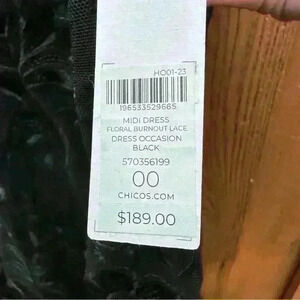 HO01-23
196533529665
MIDI DRESS
FLORAL BURNOUT LACE
DRESS OCCASION
BLACK
570356199
00
CHICOS.COM
$189.00